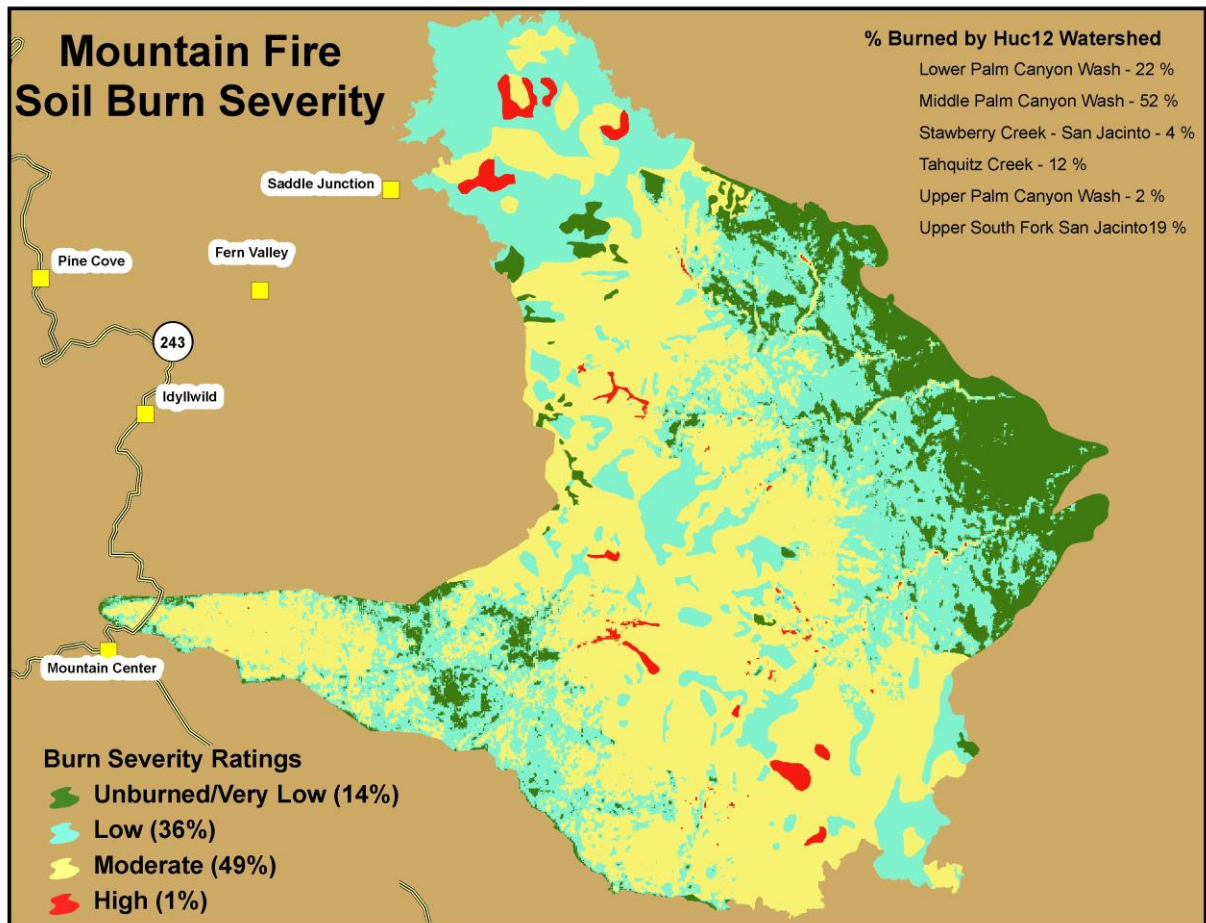 Mountain Fire
Soil Burn Severity
% Burned by Huc12 Watershed
Lower Palm Canyon Wash - 22 %
Middle Palm Canyon Wash - 52 %
Stawberry Creek - San Jacinto - 4 %
Tahquitz Creek - 12 %
Upper Palm Canyon Wash - 2 %
Upper South Fork San Jacinto19 %
Saddle Junction
Fern Valley
Pine Cove
243
Idyllwild
Mountain Center
Burn Severity Ratings
Unburned/Very Low (14%)
Low (36%)
Moderate (49%)
High (1%)